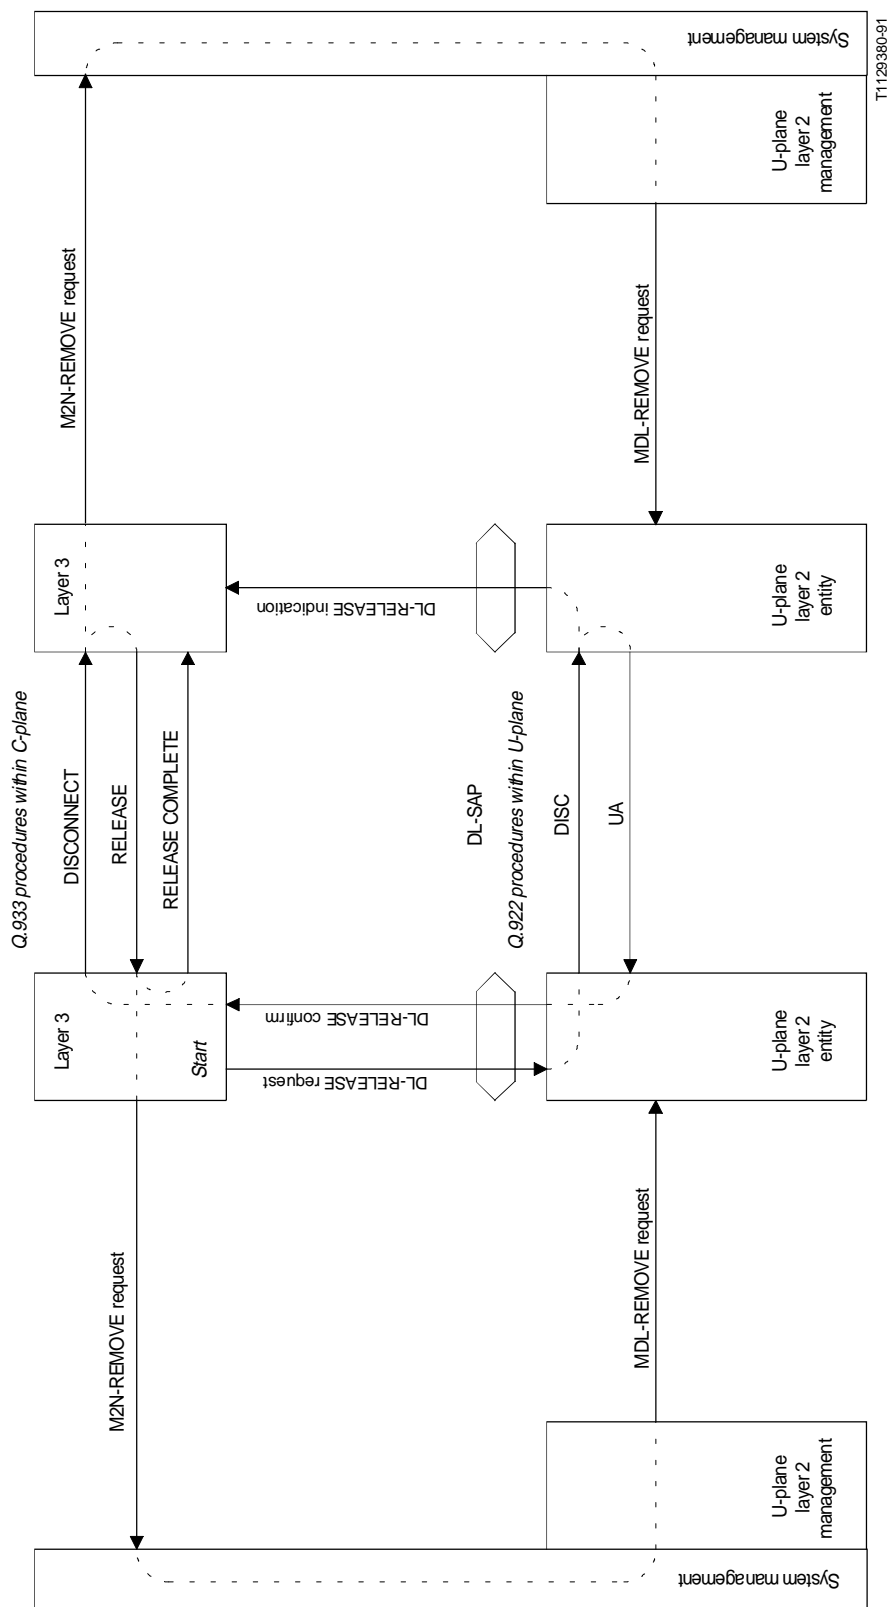 System management
T1129380-91
U-plane
layer 2
management
M2N-REMOVE request
MDL-REMOVE request
Layer 3
DL-RELEASE indication
U-plane
layer 2
entity
Q.933 procedures within C-plane
DISCONNECT
RELEASE
RELEASE COMPLETE
DL-SAP
Q.922 procedures within U-plane
DISC
UA
Layer 3
Start
DL-RELEASE confirm
DL-RELEASE request
U-plane
layer 2
entity
M2N-REMOVE request
MDL-REMOVE request
U-plane
layer 2
management
System management